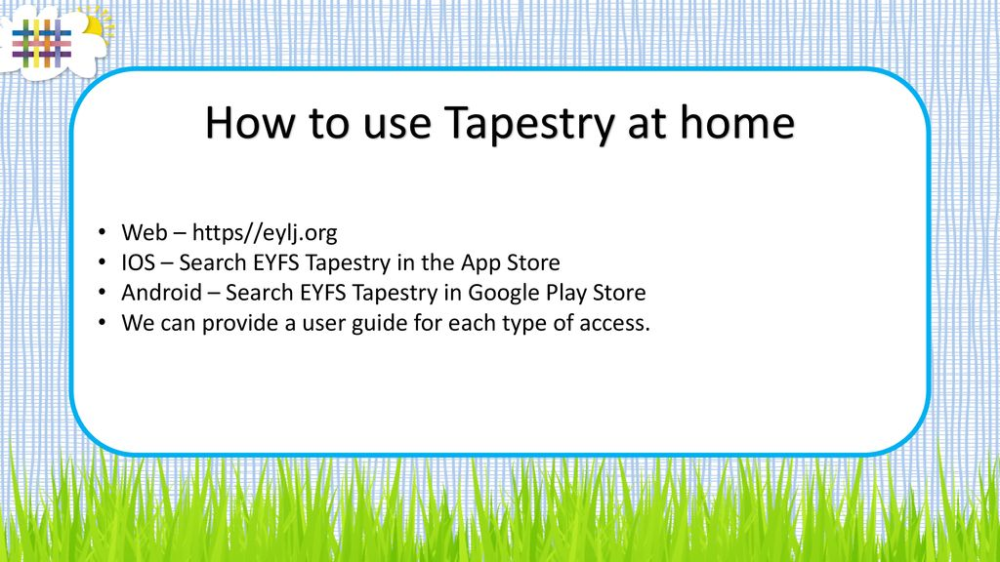 How to use Tapestry at home
• Web – https//eylj.org
• IOS – Search EYFS Tapestry in the App Store
• Android – Search EYFS Tapestry in Google Play Store
• We can provide a user guide for each type of access.